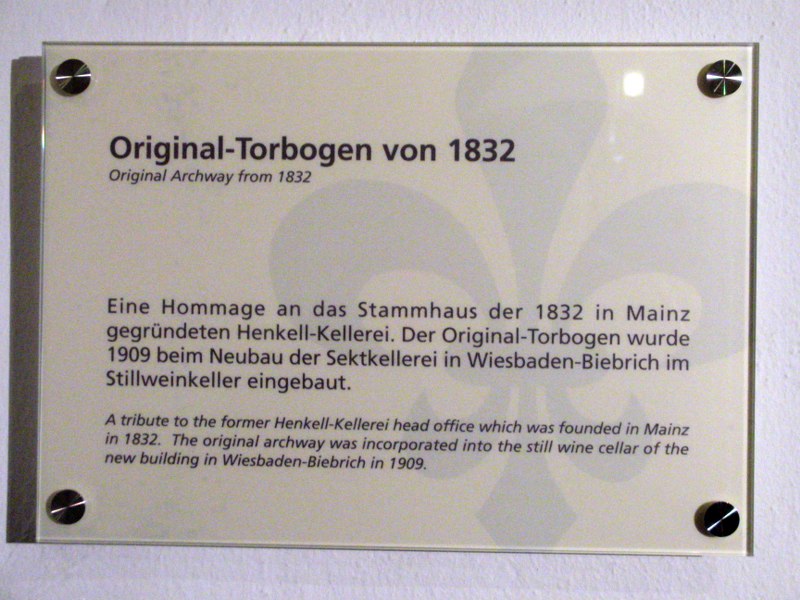 Original-Torbogen von 1832
Original Archway from 1832
Eine Hommage an das Stammhaus der 1832 in Mainz
gegründeten Henkell-Kellerei. Der Original-Torbogen wurde
1909 beim Neubau der Sektkellerei in Wiesbaden-Biebrich im
Stillweinkeller eingebaut.
A tribute to the former Henkell-Kellerei head office which was founded in Mainz
in 1832. The original archway was incorporated into the still wine cellar of the
new building in Wiesbaden-Biebrich in 1909.